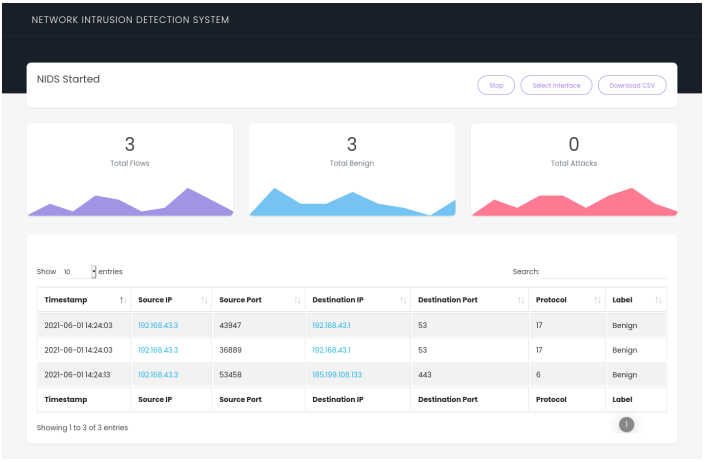 NETWORK INTRUSION DETECTION SYSTEM
NIDS Started
Stop Select Interface Download CSV
3 3 0
Total Flows Total Benign Total Attacks
Show 10 entries Search:
Timestamp Source IP Source Port Destination IP Destination Port Protocol Label
2021-06-01 14:24:03 192.168.43.3 43947 192.168.43.1 53 17 Benign
2021-06-01 14:24:03 192.168.43.3 36889 192.168.43.1 53 17 Benign
2021-06-01 14:24:13 192.168.43.3 53458 185.199.108.133 443 6 Benign
Timestamp Source IP Source Port Destination IP Destination Port Protocol Label
Showing 1 to 3 of 3 entries 1